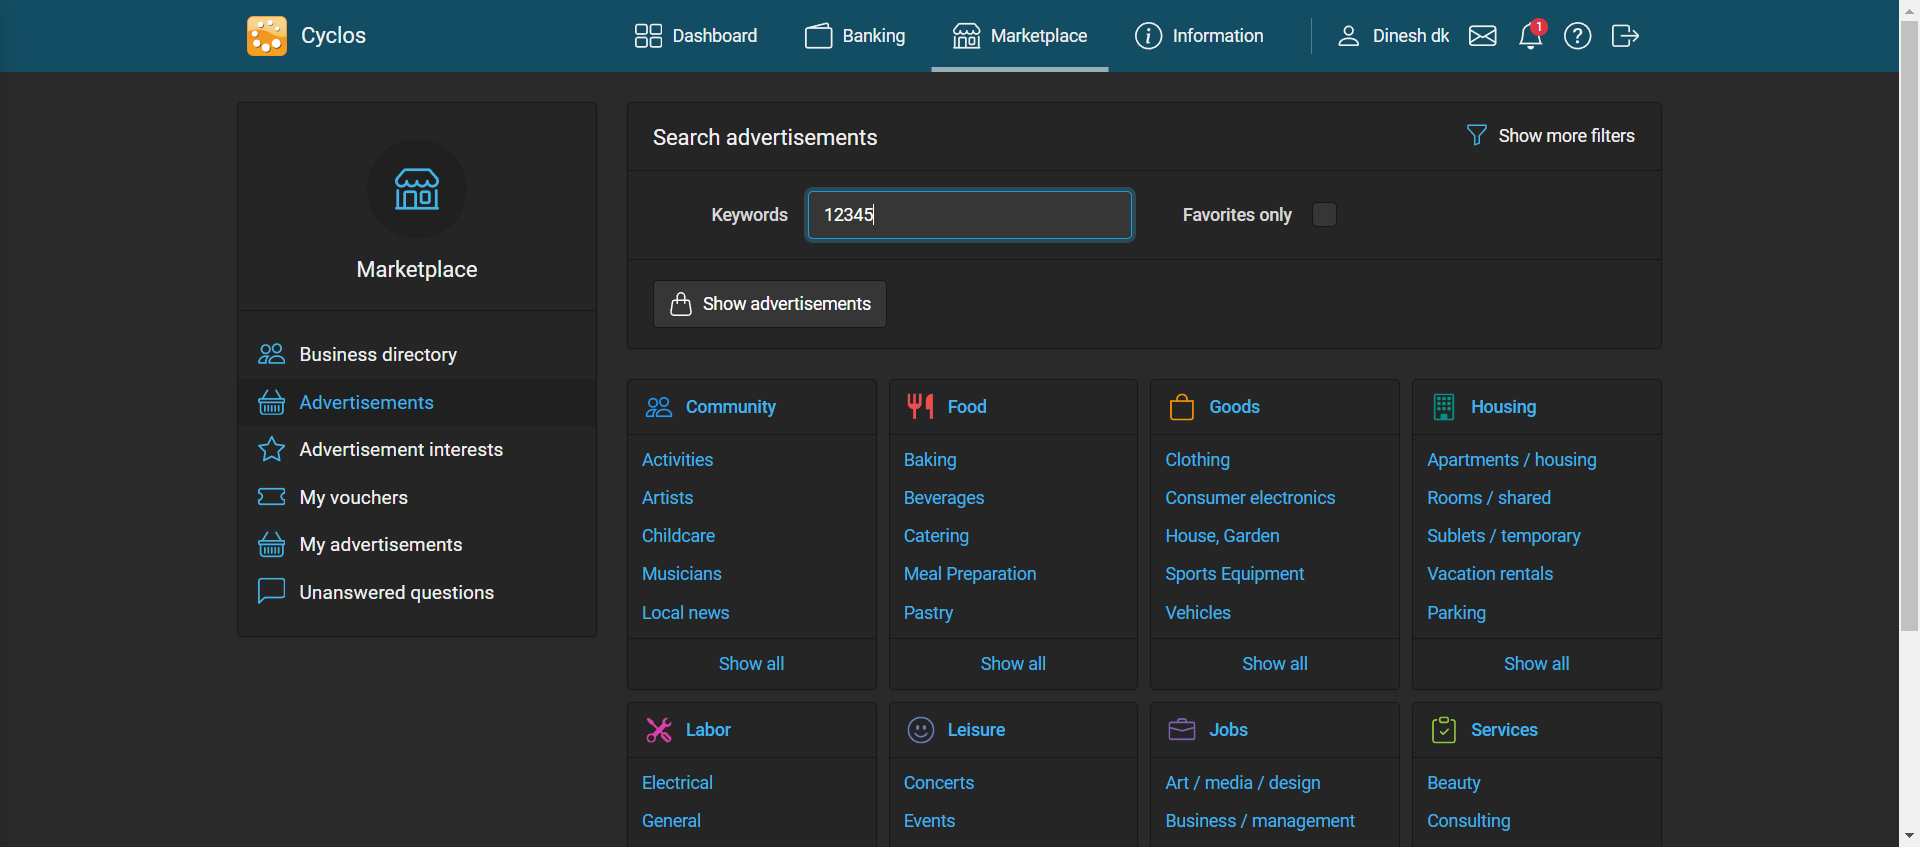 Cyclos
Dashboard
Banking
Marketplace
Information
Dinesh dk
1
Marketplace
Business directory
Advertisements
Advertisement interests
My vouchers
My advertisements
Unanswered questions
Search advertisements
Show more filters
Keywords
12345
Favorites only
Show advertisements
Community
Activities
Artists
Childcare
Musicians
Local news
Show all
Food
Baking
Beverages
Catering
Meal Preparation
Pastry
Show all
Goods
Clothing
Consumer electronics
House, Garden
Sports Equipment
Vehicles
Show all
Housing
Apartments / housing
Rooms / shared
Sublets / temporary
Vacation rentals
Parking
Show all
Labor
Electrical
General
Leisure
Concerts
Events
Jobs
Art / media / design
Business / management
Services
Beauty
Consulting